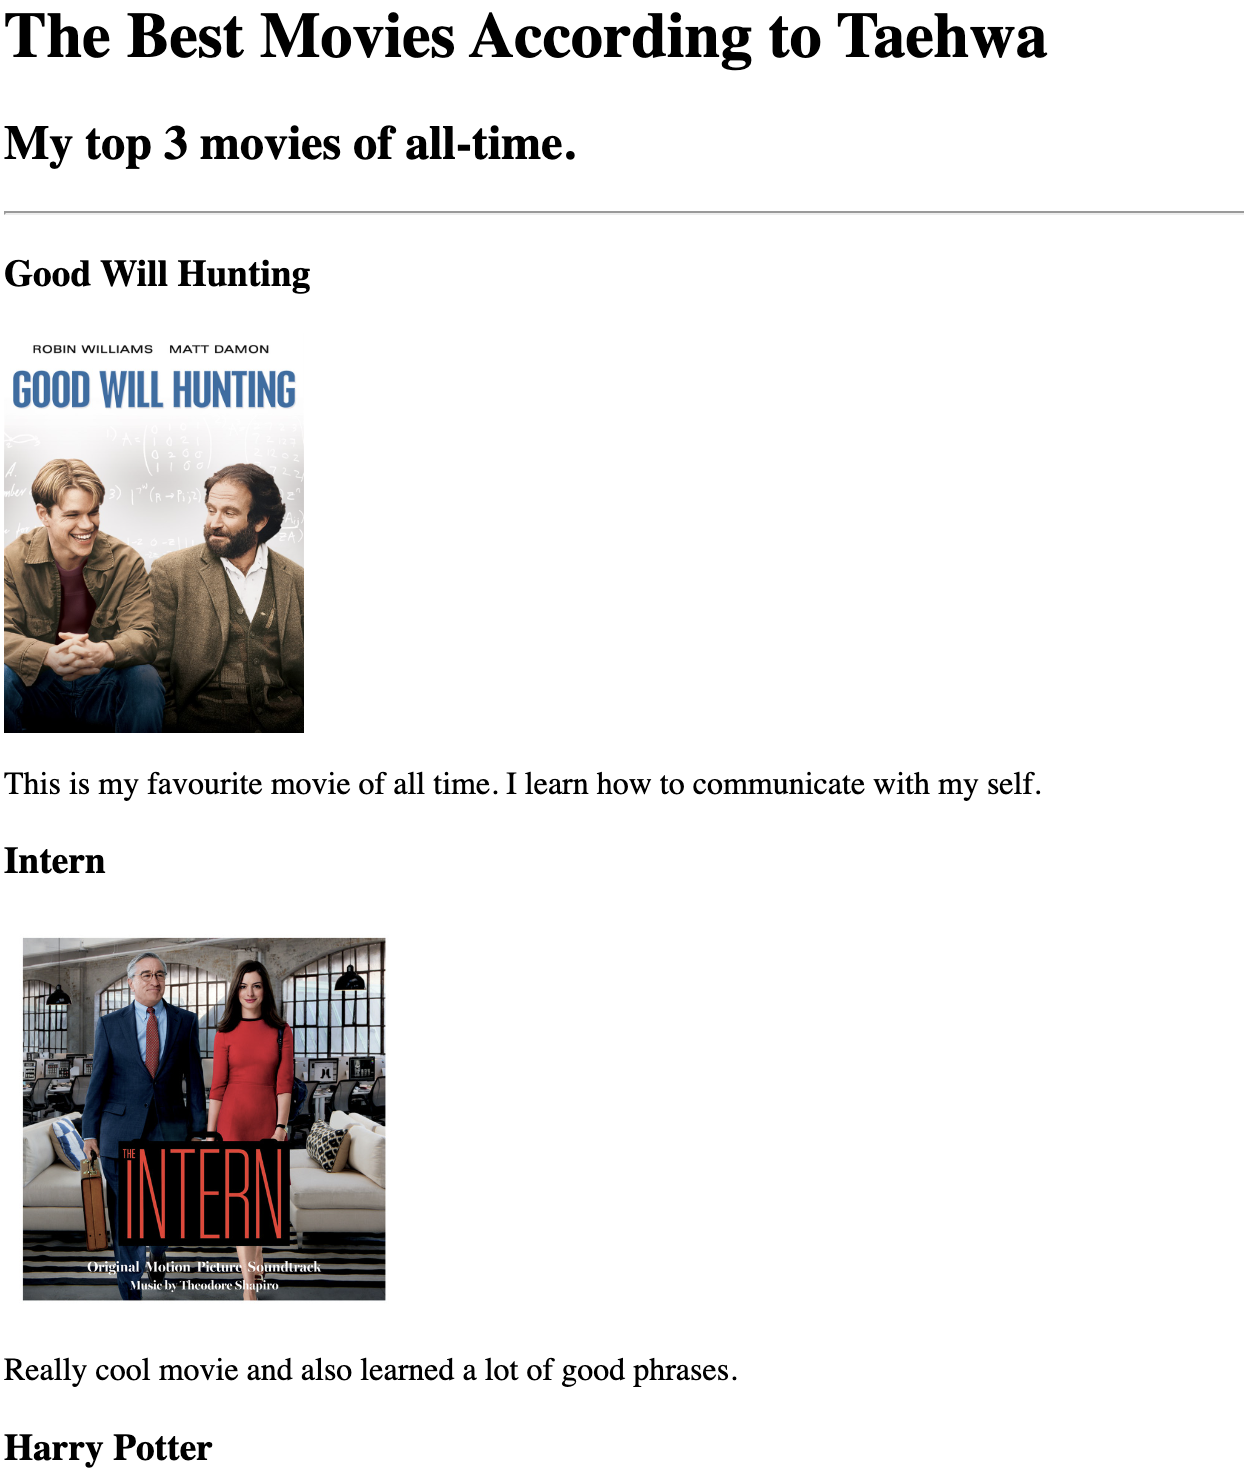 The Best Movies According to Taehwa
My top 3 movies of all-time.
Good Will Hunting
ROBIN WILLIAMS MATT DAMON
GOOD WILL HUNTING
This is my favourite movie of all time. I learn how to communicate with my self.
Intern
THE
INTERN
Original Motion Picture Soundtrack
Music by Theodore Shapiro
Really cool movie and also learned a lot of good phrases.
Harry Potter